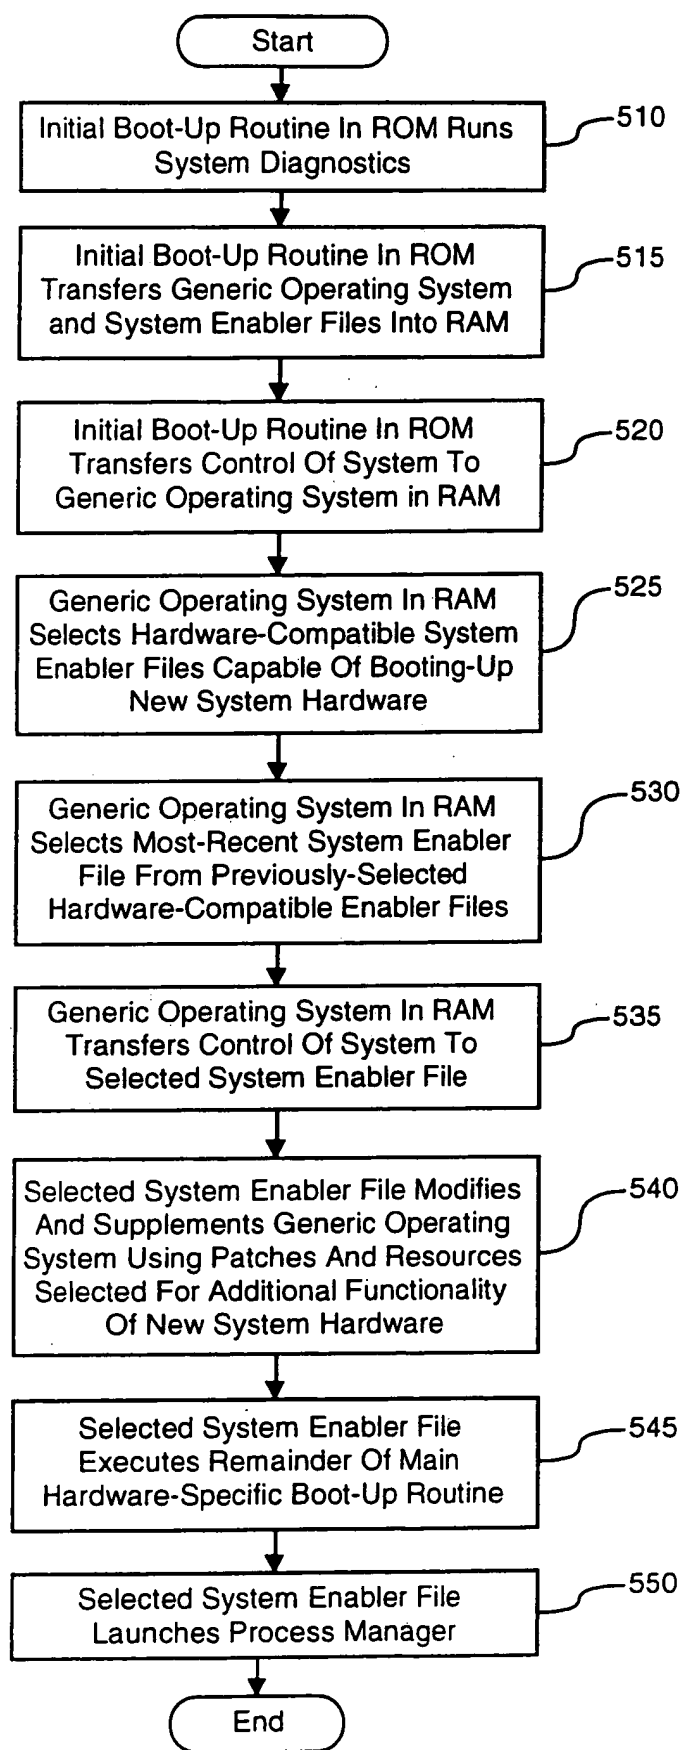 Start
Initial Boot-Up Routine In ROM Runs
System Diagnostics
510
Initial Boot-Up Routine In ROM
Transfers Generic Operating System
and System Enabler Files Into RAM
515
Initial Boot-Up Routine In ROM
Transfers Control Of System To
Generic Operating System in RAM
520
Generic Operating System In RAM
Selects Hardware-Compatible System
Enabler Files Capable Of Booting-Up
New System Hardware
525
Generic Operating System In RAM
Selects Most-Recent System Enabler
File From Previously-Selected
Hardware-Compatible Enabler Files
530
Generic Operating System In RAM
Transfers Control Of System To
Selected System Enabler File
535
Selected System Enabler File Modifies
And Supplements Generic Operating
System Using Patches And Resources
Selected For Additional Functionality
Of New System Hardware
540
Selected System Enabler File
Executes Remainder Of Main
Hardware-Specific Boot-Up Routine
545
Selected System Enabler File
Launches Process Manager
550
End